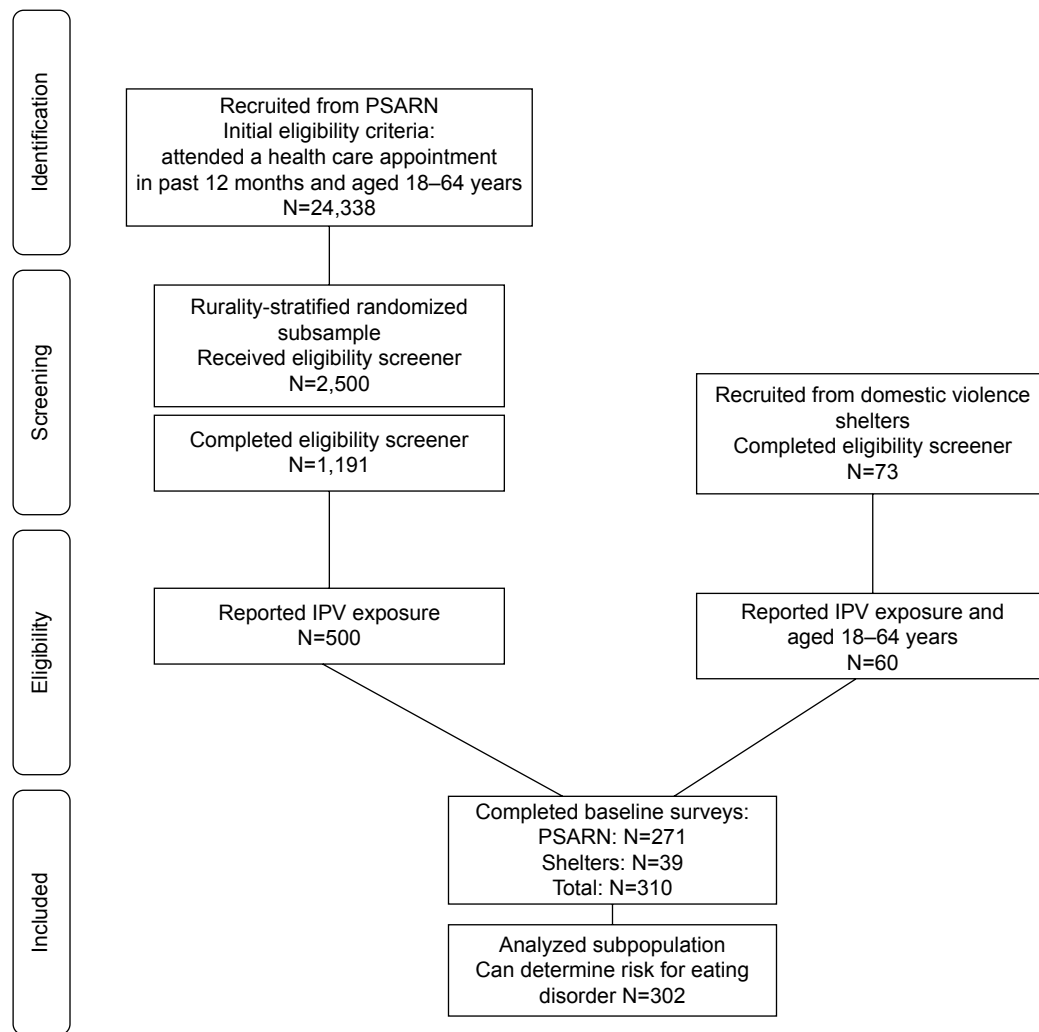 Identification
Recruited from PSARN
Initial eligibility criteria:
attended a health care appointment
in past 12 months and aged 18–64 years
N=24,338
Screening
Rurality-stratified randomized
subsample
Received eligibility screener
N=2,500
Completed eligibility screener
N=1,191
Recruited from domestic violence
shelters
Completed eligibility screener
N=73
Eligibility
Reported IPV exposure
N=500
Reported IPV exposure and
aged 18–64 years
N=60
Included
Completed baseline surveys:
PSARN: N=271
Shelters: N=39
Total: N=310
Analyzed subpopulation
Can determine risk for eating
disorder N=302